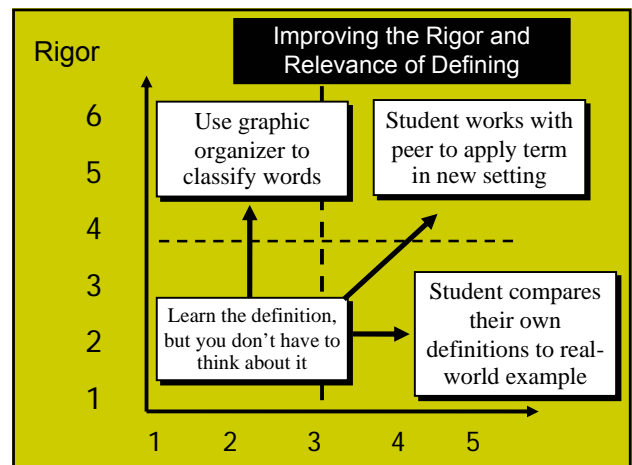 Improving the Rigor and
Relevance of Defining
Rigor
6
5
4
3
2
1
Use graphic
organizer to
classify words
Student works with
peer to apply term
in new setting
Learn the definition,
but you don't have to
think about it
Student compares
their own
definitions to real-
world example
1 2 3 4 5